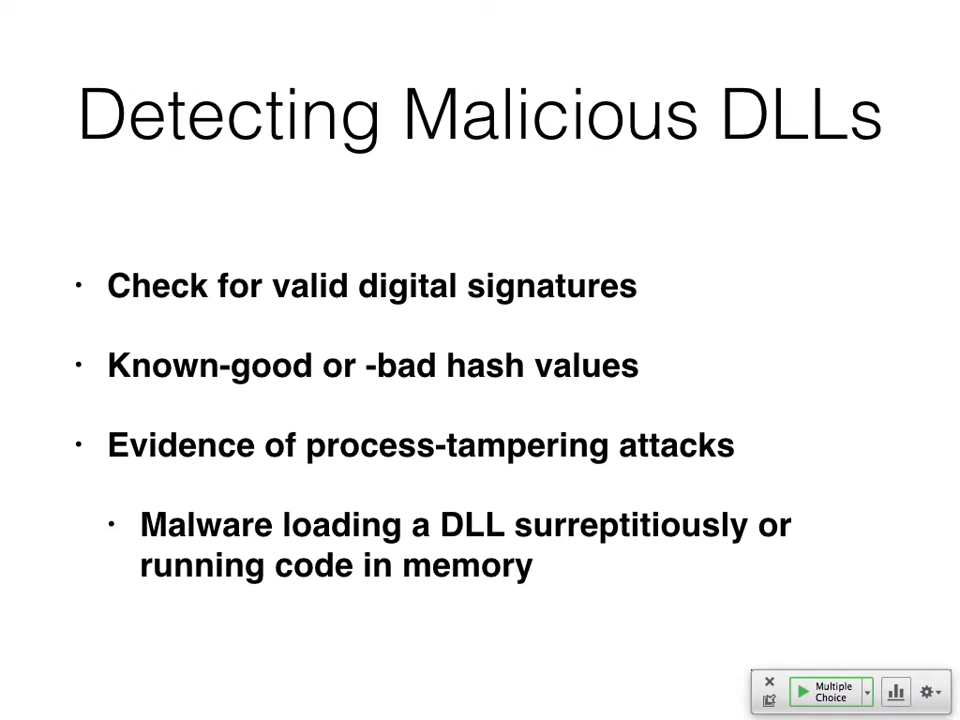 Detecting Malicious DLLs
• Check for valid digital signatures
• Known-good or -bad hash values
• Evidence of process-tampering attacks
• Malware loading a DLL surreptitiously or
running code in memory
Multiple
Choice